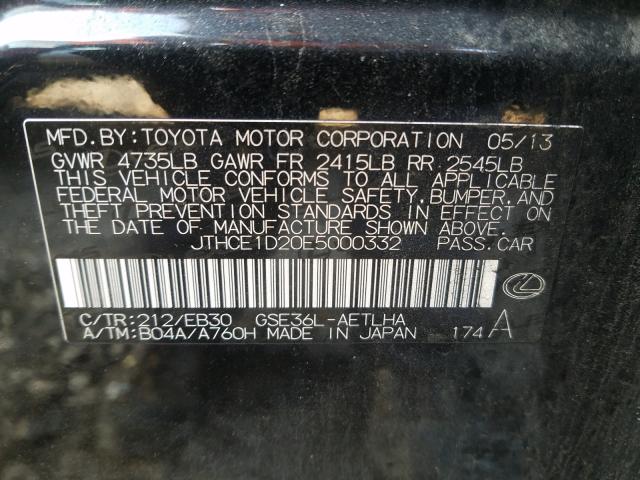 MFD.BY:TOYOTA MOTOR CORPORATION 05/13
GVWR 4735LB GAWR FR 2415LB RR 2545LB
THIS VEHICLE CONFORMS TO ALL APPLICABLE
FEDERAL MOTOR VEHICLE SAFETY, BUMPER, AND
THEFT PREVENTION STANDARDS IN EFFECT ON
THE DATE OF MANUFACTURE SHOWN ABOVE.
JTHCE1D20E5000332 PASS.CAR
C/TR:212/EB30 GSE36L-AETLHA
A/TM:B04A/A760H MADE IN JAPAN 174 A